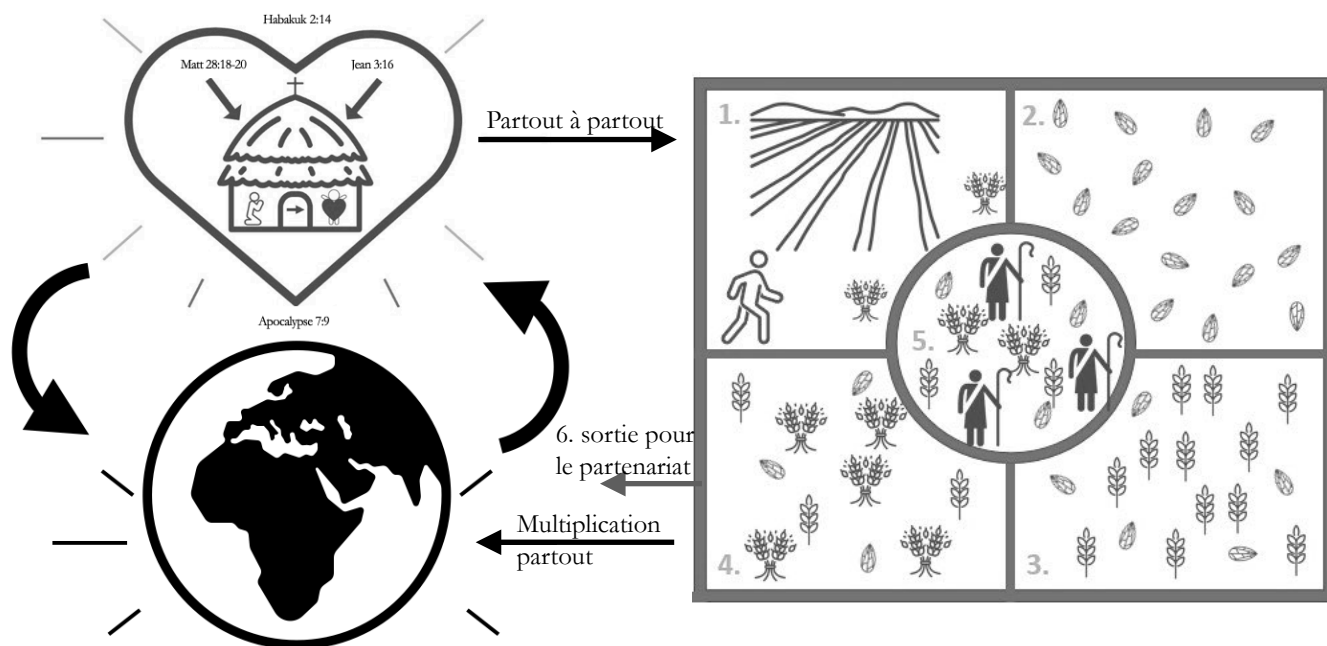 Habakuk 2:14
Matt 28:18-20
Jean 3:16
Partout à partout
Apocalypse 7:9
1.
2.
5.
6. sortie pour
le partenariat
Multiplication
partout
4.
3.